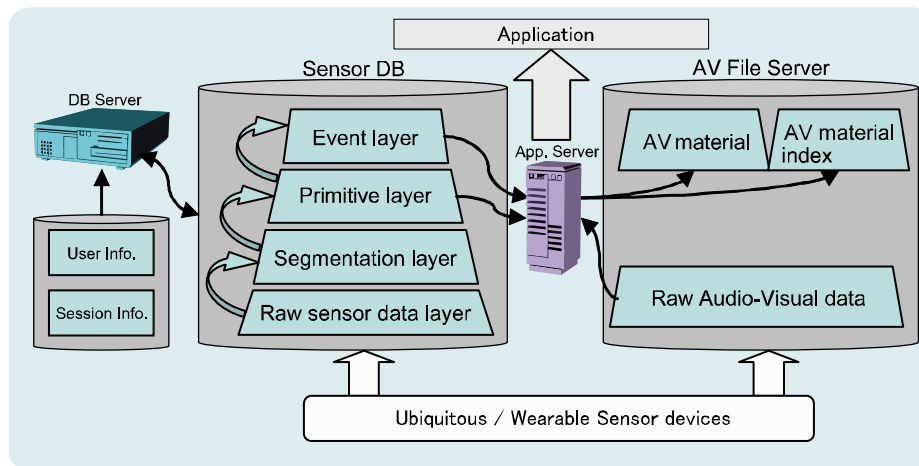 Application
Sensor DB
AV File Server
DB Server
Event layer
App. Server
AV material
AV material
index
Primitive layer
User Info.
Segmentation layer
Session Info.
Raw sensor data layer
Raw Audio-Visual data
Ubiquitous / Wearable Sensor devices